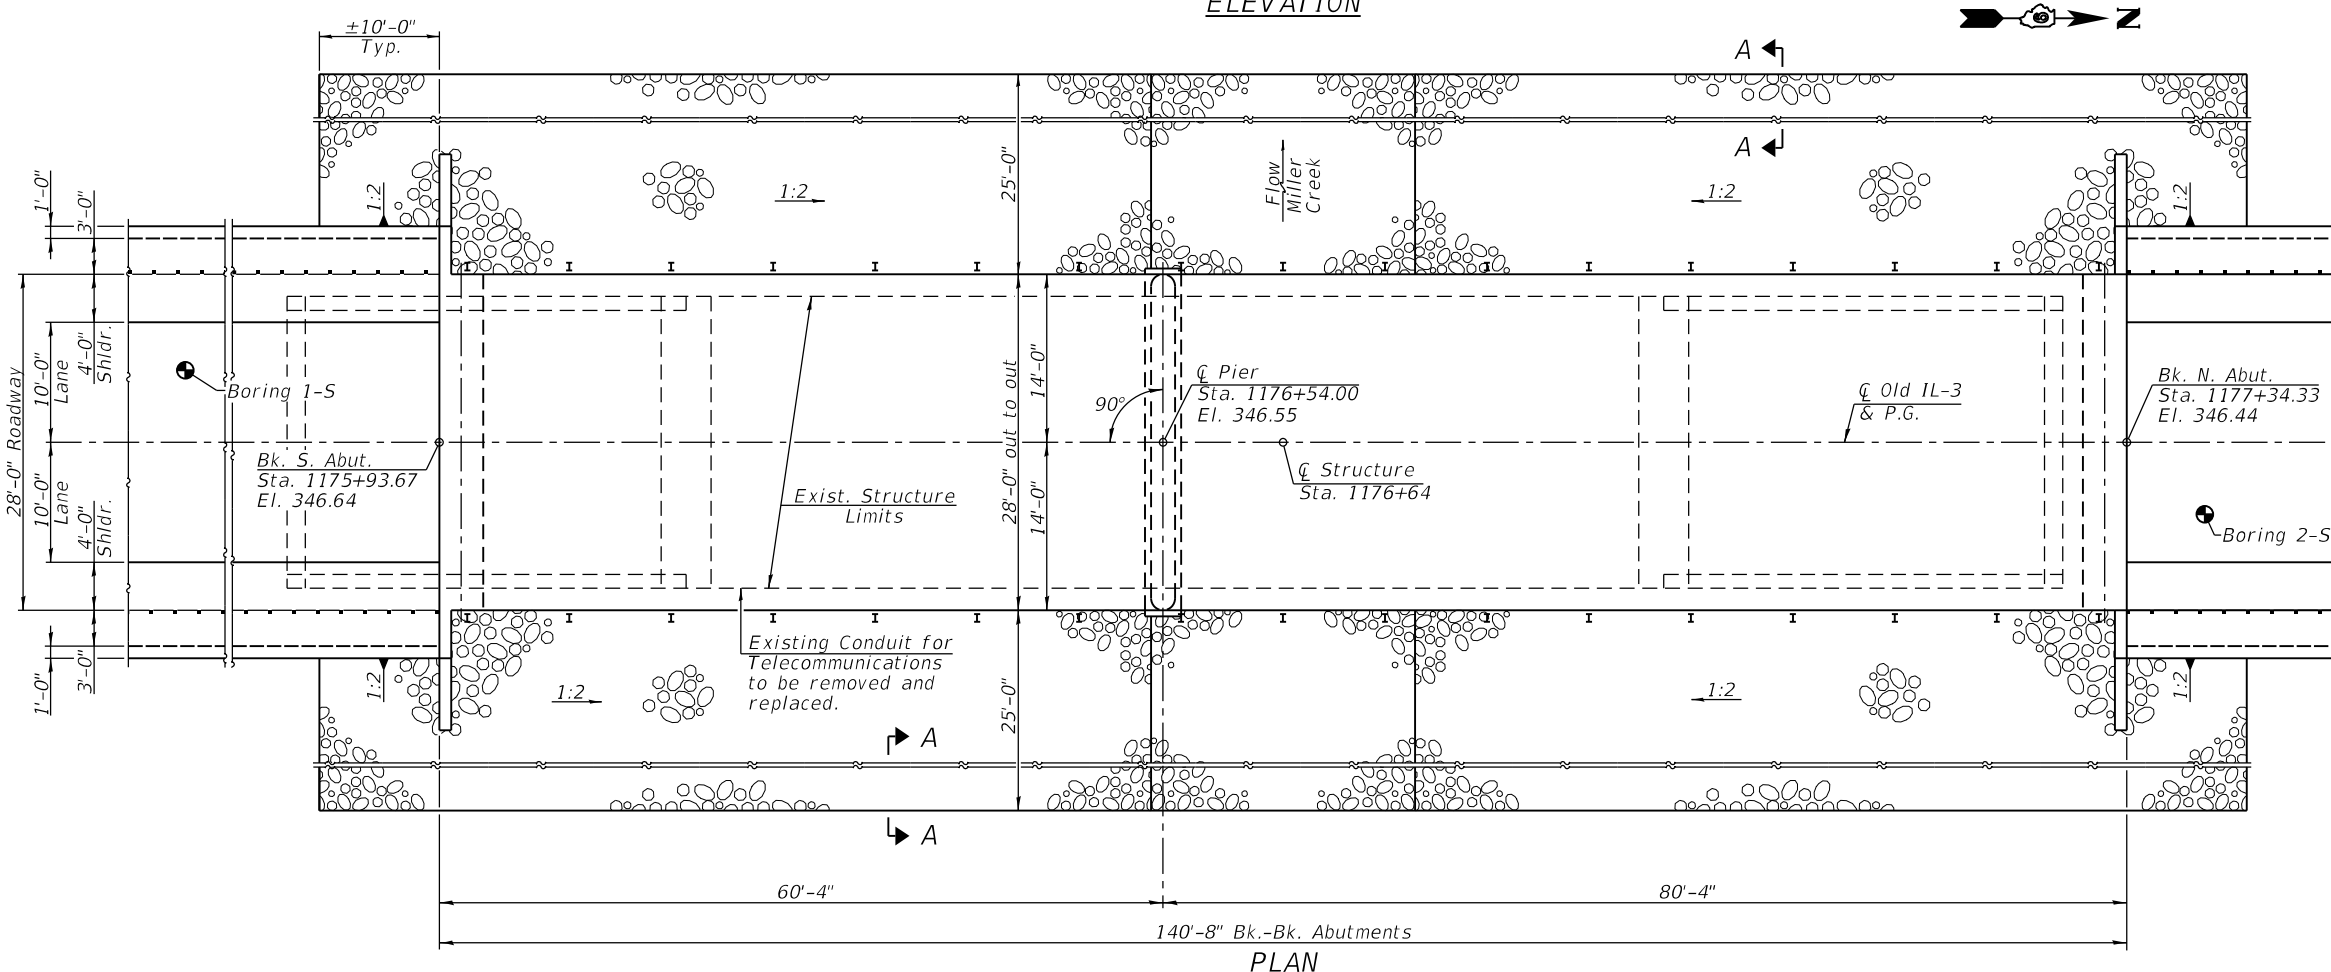 ELEVATION
N
±10'-0"
Typ.
A
A
1'-0"
3'-0"
1:2
1:2
25'-0"
Flow
Miller
Creek
1:2
1:2
28'-0" Roadway
10'-0"
Lane
4'-0"
Shldr.
10'-0"
Lane
4'-0"
Shldr.
Boring 1-S
Bk. S. Abut.
Sta. 1175+93.67
El. 346.64
Exist. Structure
Limits
28'-0" out to out
14'-0"
14'-0"
90°
℄ Pier
Sta. 1176+54.00
El. 346.55
℄ Structure
Sta. 1176+64
℄ Old IL-3
& P.G.
Bk. N. Abut.
Sta. 1177+34.33
El. 346.44
Boring 2-S
1'-0"
3'-0"
1:2
1:2
Existing Conduit for
Telecommunications
to be removed and
replaced.
25'-0"
1:2
1:2
A
A
60'-4"
80'-4"
140'-8" Bk.-Bk. Abutments
PLAN